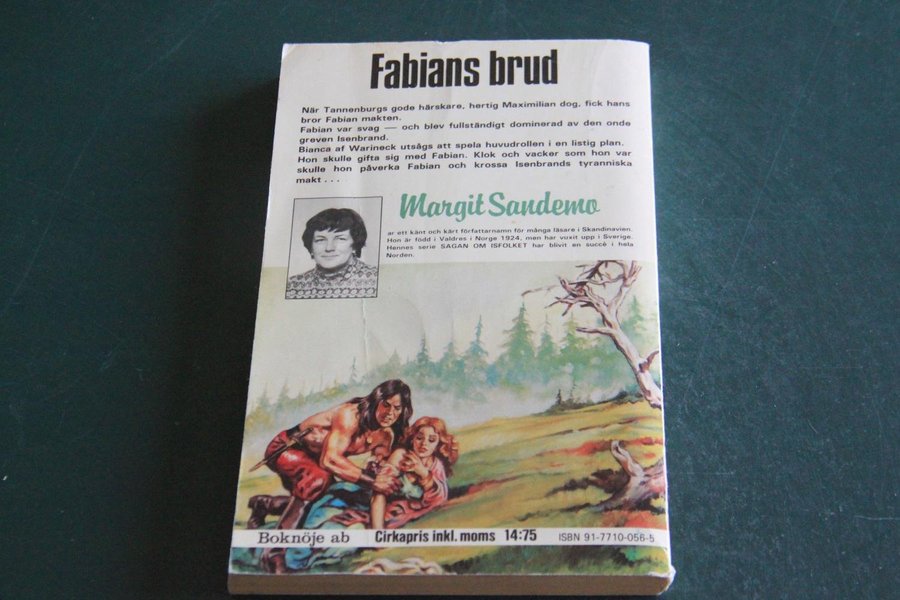 Fabians brud
När Tannenburgs gode härskare, hertig Maximilian dog, fick hans
bror Fabian makten.
Fabian var svag — och blev fullständigt dominerad av den onde
greven Isenbrand.
Bianca af Warineck utsågs att spela huvudrollen i en listig plan.
Hon skulle gifta sig med Fabian. Klok och vacker som hon var
skulle hon påverka Fabian och krossa Isenbrands tyranniska
makt . . .
Margit Sandemo
ar ett känt och kärt författarnamn för många läsare i Skandinavien.
Hon är född i Valdres i Norge 1924, men har vuxit upp i Sverige.
Hennes serie SAGAN OM ISFOLKET har blivit en succé i hela
Norden.
Boknöje ab Cirkapris inkl. moms 14:75 ISBN 91-7710-056-5